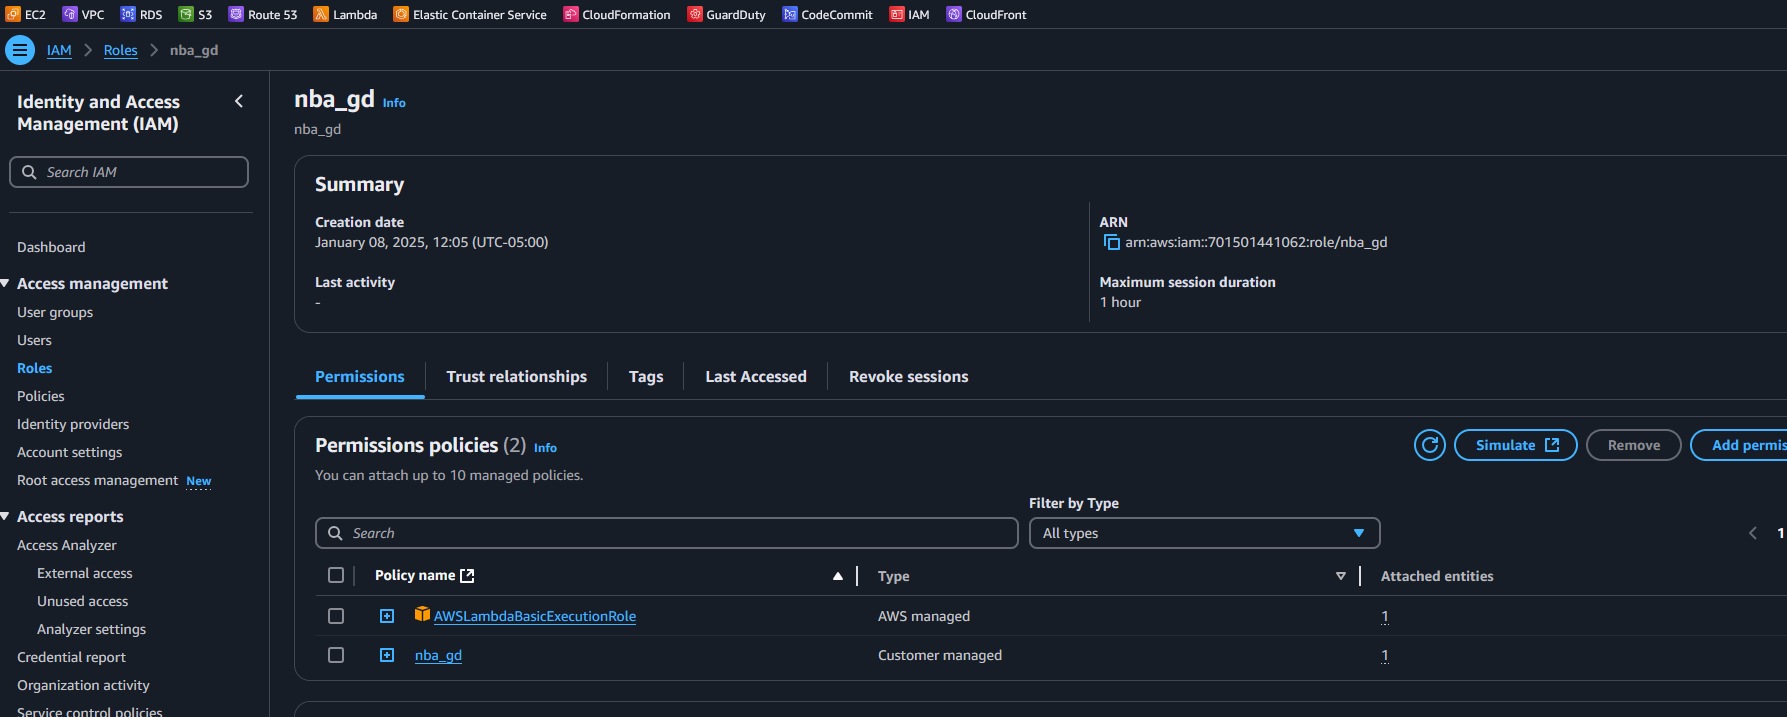 EC2 VPC RDS S3 Route 53 Lambda Elastic Container Service CloudFormation GuardDuty CodeCommit IAM CloudFront
IAM Roles nba_gd
Identity and Access
Management (IAM)
Search IAM
Dashboard
Access management
User groups
Users
Roles
Policies
Identity providers
Account settings
Root access management New
Access reports
Access Analyzer
External access
Unused access
Analyzer settings
Credential report
Organization activity
Service control policies
nba_gd Info
nba_gd
Summary
Creation date
January 08, 2025, 12:05 (UTC-05:00)
Last activity
-
ARN
arn:aws:iam::701501441062:role/nba_gd
Maximum session duration
1 hour
Permissions Trust relationships Tags Last Accessed Revoke sessions
Permissions policies (2) Info
You can attach up to 10 managed policies.
Simulate Remove Add permis
Filter by Type
Search All types 1
Policy name Type Attached entities
AWSLambdaBasicExecutionRole AWS managed 1
nba_gd Customer managed 1